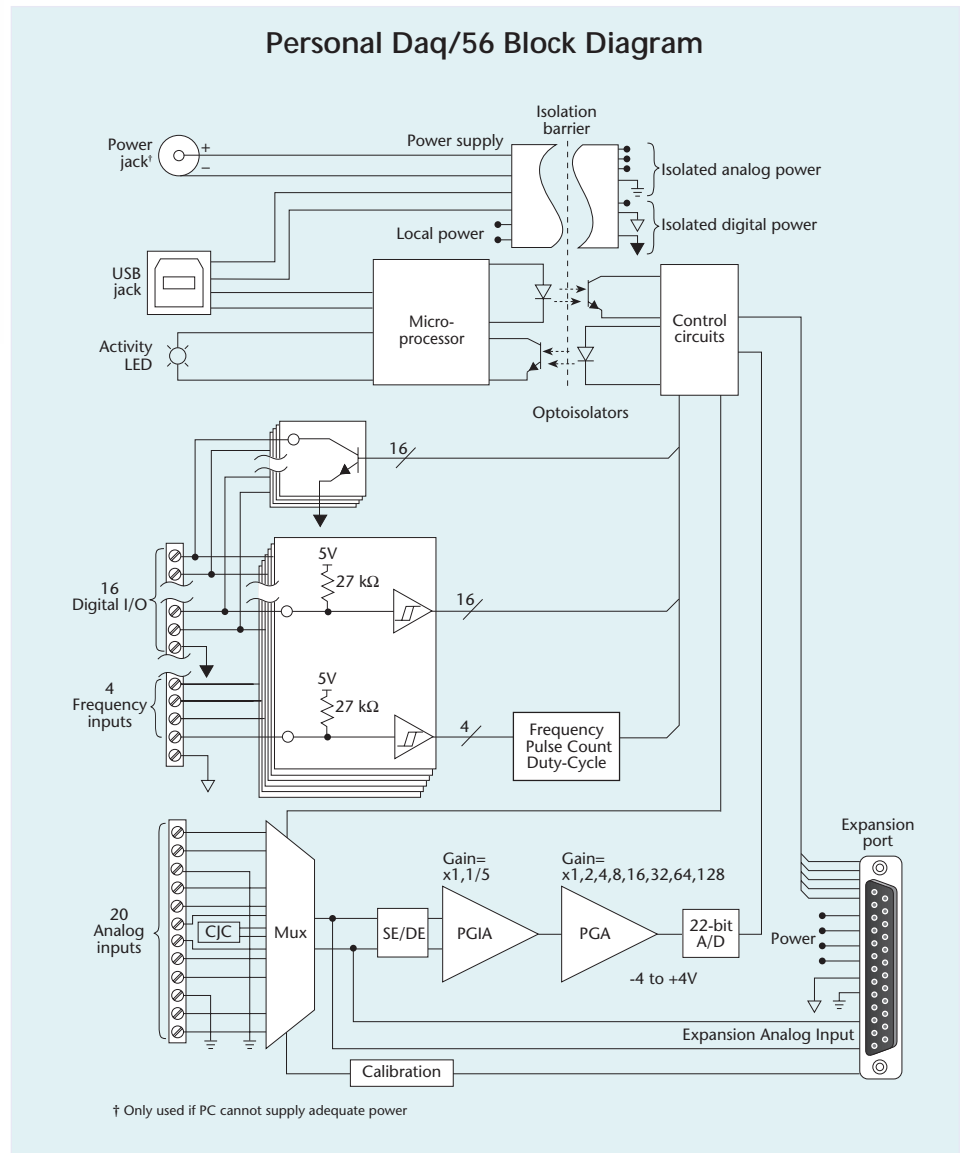 Personal Daq/56 Block Diagram
Isolation
barrier
Power
jack†
+
–
Power supply
Isolated analog power
Isolated digital power
Local power
USB
jack
Micro-
processor
Control
circuits
Activity
LED
Optoisolators
16
5V
27 kΩ
16
Digital I/O
16
4
Frequency
inputs
5V
27 kΩ
4
Frequency
Pulse Count
Duty-Cycle
Expansion
port
20
Analog
inputs
CJC
Mux
SE/DE
Gain=
x1,1/5
PGIA
Gain=
x1,2,4,8,16,32,64,128
PGA
22-bit
A/D
-4 to +4V
Power
Expansion Analog Input
Calibration
† Only used if PC cannot supply adequate power